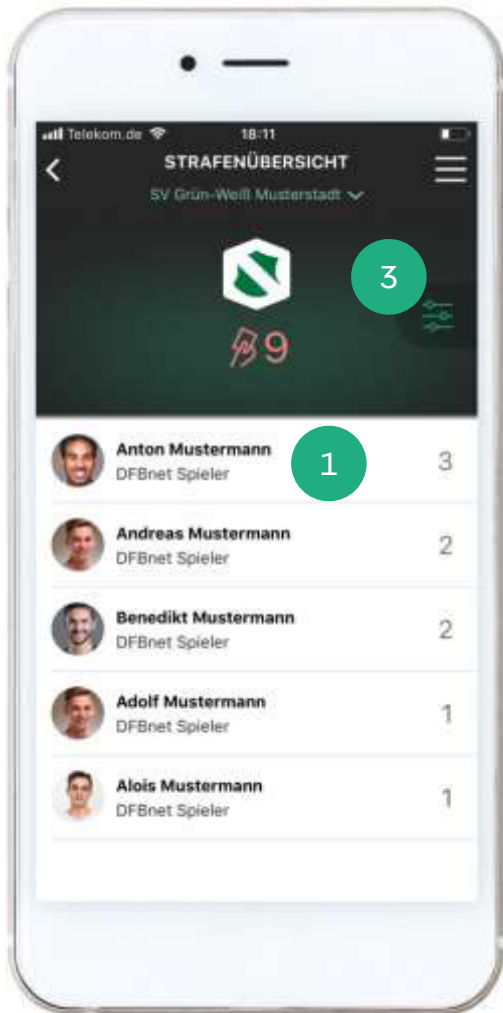 Telekom.de 18:11
STRAFENÜBERSICHT
SV Grün-Weiß Musterstadt
3
9
Anton Mustermann
DFBnet Spieler
1
3
Andreas Mustermann
DFBnet Spieler
2
Benedikt Mustermann
DFBnet Spieler
2
Adolf Mustermann
DFBnet Spieler
1
Alois Mustermann
DFBnet Spieler
1